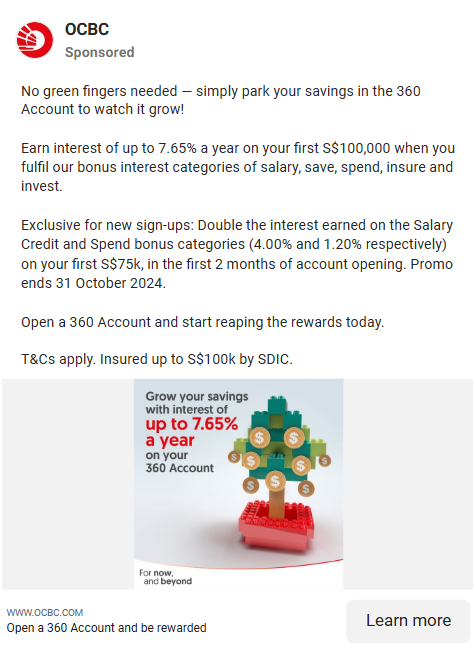 OCBC
Sponsored
No green fingers needed — simply park your savings in the 360
Account to watch it grow!
Earn interest of up to 7.65% a year on your first S$100,000 when you
fulfil our bonus interest categories of salary, save, spend, insure and
invest.
Exclusive for new sign-ups: Double the interest earned on the Salary
Credit and Spend bonus categories (4.00% and 1.20% respectively)
on your first S$75k, in the first 2 months of account opening. Promo
ends 31 October 2024.
Open a 360 Account and start reaping the rewards today.
T&Cs apply. Insured up to S$100k by SDIC.
Grow your savings
with interest of
up to 7.65%
a year
on your
360 Account
$ $
$ $ $ $
$ $ $
For now,
and beyond
WWW.OCBC.COM
Open a 360 Account and be rewarded
Learn more